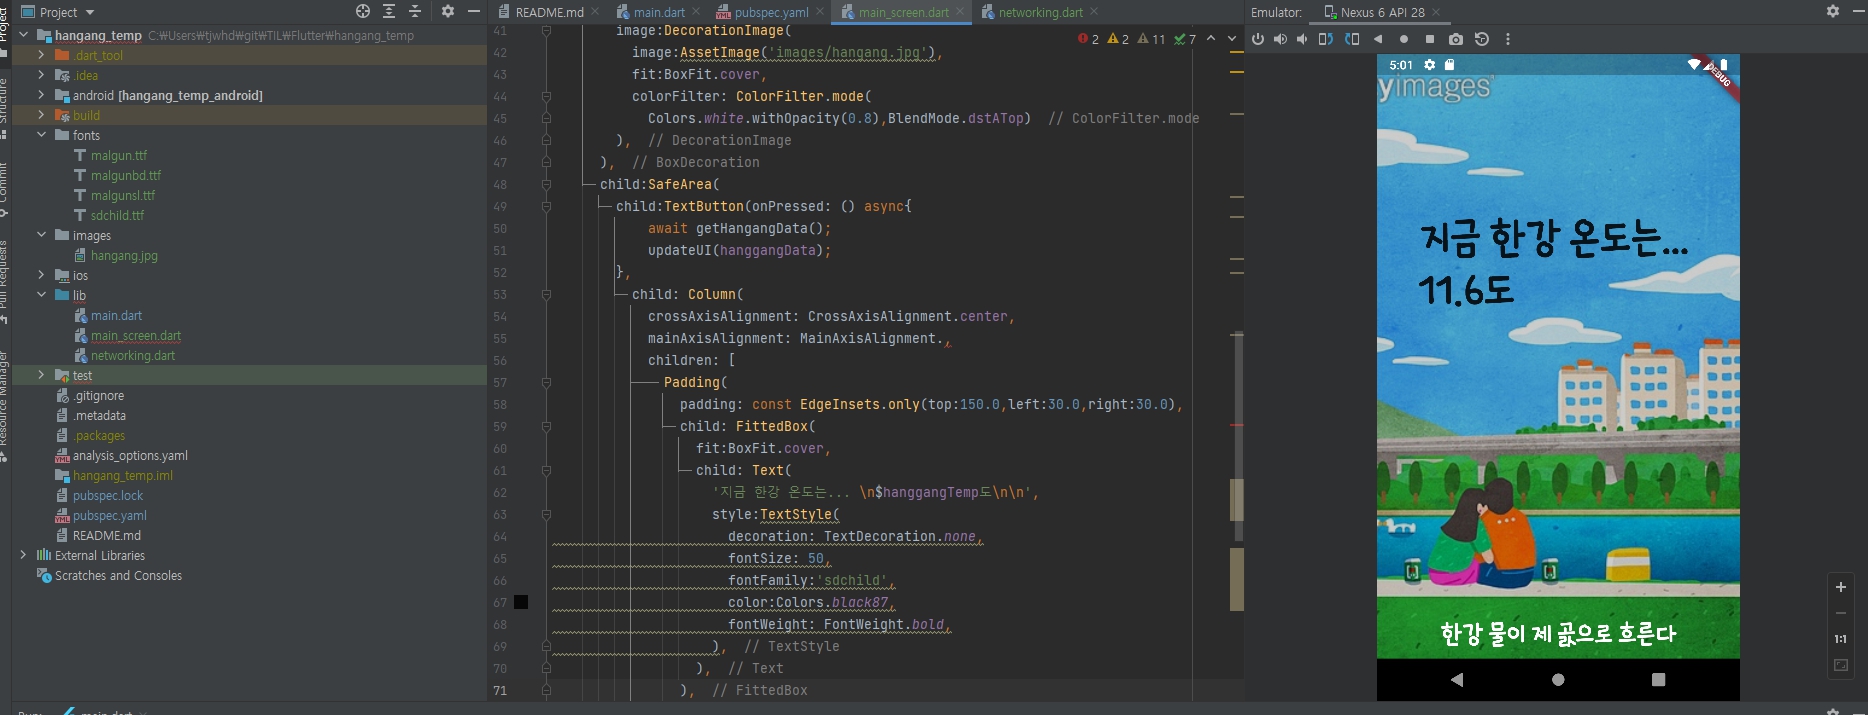 Project
README.md
main.dart
pubspec.yaml
main_screen.dart
networking.dart
Emulator:
Nexus 6 API 28
hangang_temp C:₩Users₩tjwhd₩git₩TIL₩Flutter₩hangang_temp
.dart_tool
.idea
android [hangang_temp_android]
build
fonts
malgun.ttf
malgunbd.ttf
malgunsl.ttf
sdchild.ttf
images
hangang.jpg
ios
lib
main.dart
main_screen.dart
networking.dart
test
.gitignore
.metadata
.packages
analysis_options.yaml
hangang_temp.iml
pubspec.lock
pubspec.yaml
README.md
External Libraries
Scratches and Consoles
Project
Structure
Commit
Pull Requests
Resource Manager
2 2 11 7
41 image:DecorationImage(
42 image:AssetImage('images/hangang.jpg'),
43 fit:BoxFit.cover,
44 colorFilter: ColorFilter.mode(
45 Colors.white.withOpacity(0.8),BlendMode.dstATop) // ColorFilter.mode
46 ), // DecorationImage
47 ), // BoxDecoration
48 child:SafeArea(
49 child:TextButton(onPressed: () async{
50 await getHangangData();
51 updateUI(hanggangData);
52 },
53 child: Column(
54 crossAxisAlignment: CrossAxisAlignment.center,
55 mainAxisAlignment: MainAxisAlignment.,
56 children: [
57 Padding(
58 padding: const EdgeInsets.only(top:150.0,left:30.0,right:30.0),
59 child: FittedBox(
60 fit:BoxFit.cover,
61 child: Text(
62 '지금 한강 온도는... \n$hanggangTemp도\n\n',
63 style:TextStyle(
64 decoration: TextDecoration.none,
65 fontSize: 50,
66 fontFamily:'sdchild',
67 color:Colors.black87,
68 fontWeight: FontWeight.bold,
69 ), // TextStyle
70 ), // Text
71 ), // FittedBox
5:01
DEBUG
yimages
지금 한강 온도는...
11.6도
한강 물이 제 곬으로 흐른다
1:1
main.dart